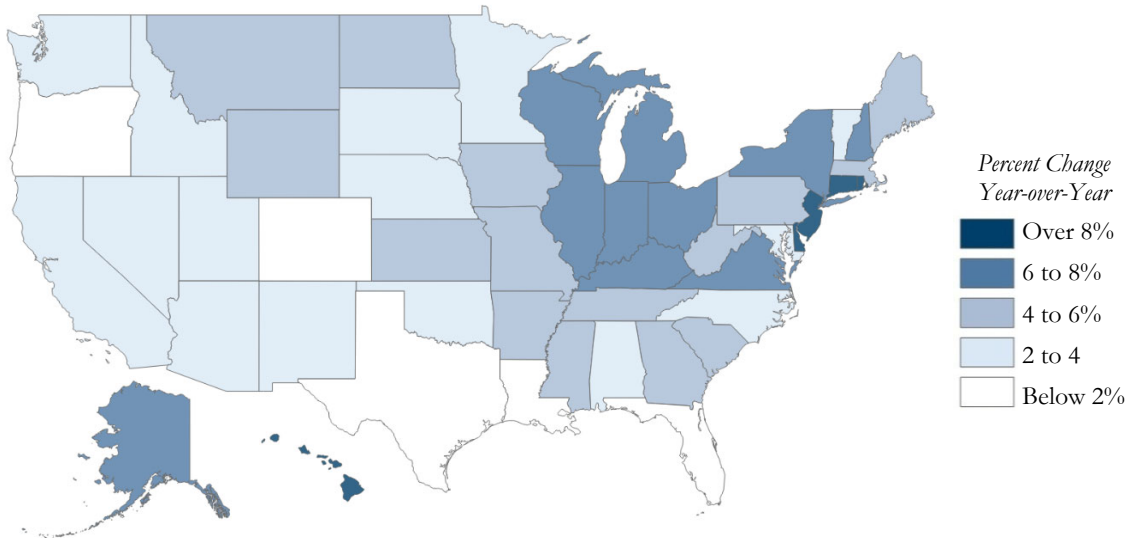 Percent Change
Year-over-Year
Over 8%
6 to 8%
4 to 6%
2 to 4
Below 2%